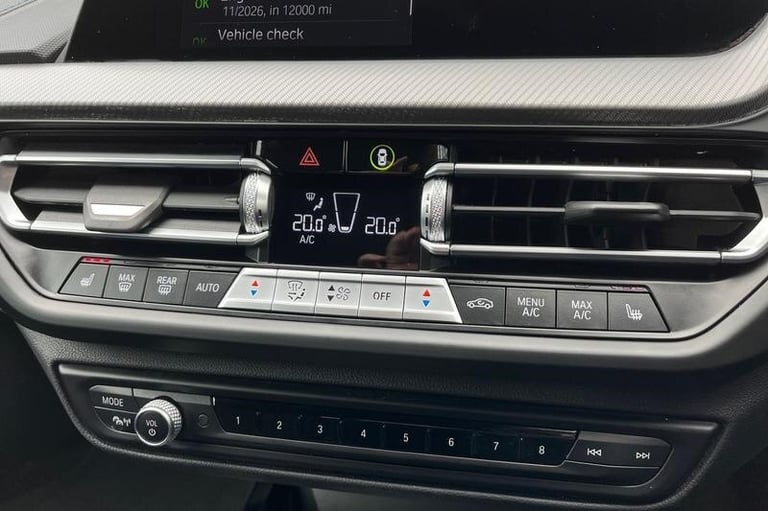 OK
11/2026, in 12000 mi
OK Vehicle check
20.0° 20.0°
A/C
MAX REAR AUTO OFF MENU A/C MAX A/C
MODE
VOL
1 2 3 4 5 6 7 8